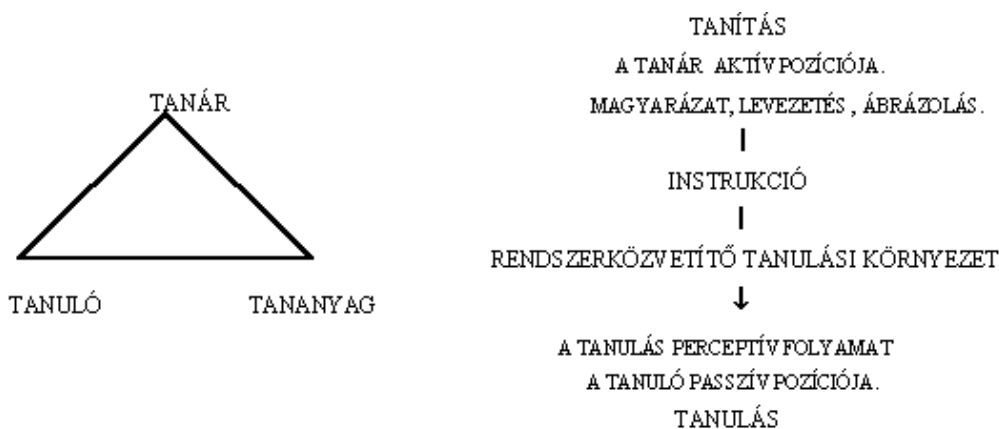 TANÁR
TANULÓ
TANANYAG
TANÍTÁS
A TANÁR AKTÍV POZÍCIÓJA.
MAGYARÁZAT, LEVEZETÉS , ÁBRÁZOLÁS.
INSTRUKCIÓ
RENDSZERKÖZVETÍTŐ TANULÁSI KÖRNYEZET
A TANULÁS PERCEPTÍV FOLYAMAT
A TANULÓ PASSZÍV POZÍCIÓJA.
TANULÁS